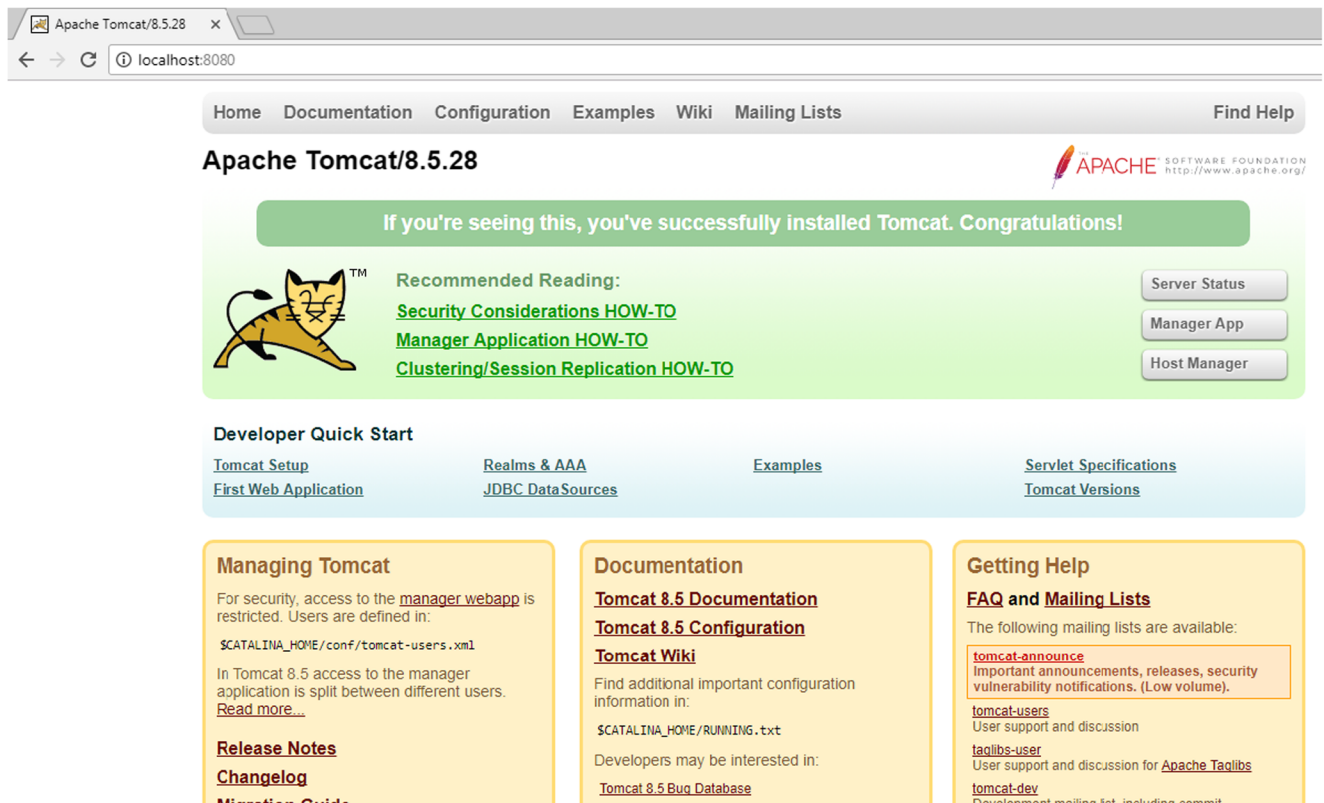 Apache Tomcat/8.5.28
localhost:8080
Home Documentation Configuration Examples Wiki Mailing Lists Find Help
Apache Tomcat/8.5.28
THE APACHE SOFTWARE FOUNDATION
http://www.apache.org/
If you're seeing this, you've successfully installed Tomcat. Congratulations!
TM
Recommended Reading:
Security Considerations HOW-TO
Manager Application HOW-TO
Clustering/Session Replication HOW-TO
Server Status
Manager App
Host Manager
Developer Quick Start
Tomcat Setup
First Web Application
Realms & AAA
JDBC DataSources
Examples
Servlet Specifications
Tomcat Versions
Managing Tomcat
For security, access to the manager webapp is
restricted. Users are defined in:
$CATALINA_HOME/conf/tomcat-users.xml
In Tomcat 8.5 access to the manager
application is split between different users.
Read more...
Release Notes
Changelog
Migration Guide
Documentation
Tomcat 8.5 Documentation
Tomcat 8.5 Configuration
Tomcat Wiki
Find additional important configuration
information in:
$CATALINA_HOME/RUNNING.txt
Developers may be interested in:
Tomcat 8.5 Bug Database
Getting Help
FAQ and Mailing Lists
The following mailing lists are available:
tomcat-announce
Important announcements, releases, security
vulnerability notifications. (Low volume).
tomcat-users
User support and discussion
taglibs-user
User support and discussion for Apache Taglibs
tomcat-dev
Development mailing list, including commit